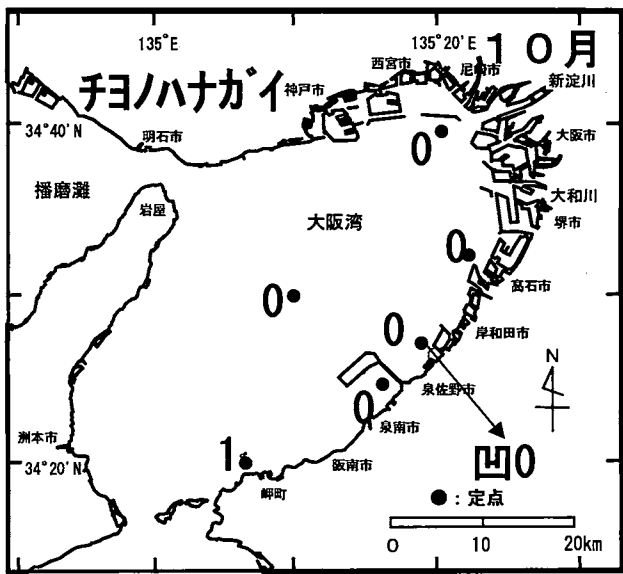 135°E
135°20'E
10月
チヨノハナガイ
西宮市
尼崎市
新淀川
神戸市
34°40'N
明石市
0
大阪市
播磨灘
大和川
岩屋
大阪湾
堺市
0
高石市
0
0
岸和田市
N
0
泉佐野市
洲本市
泉南市
34°20'N
1
阪南市
凹0
岬町
●：定点
0 10 20km